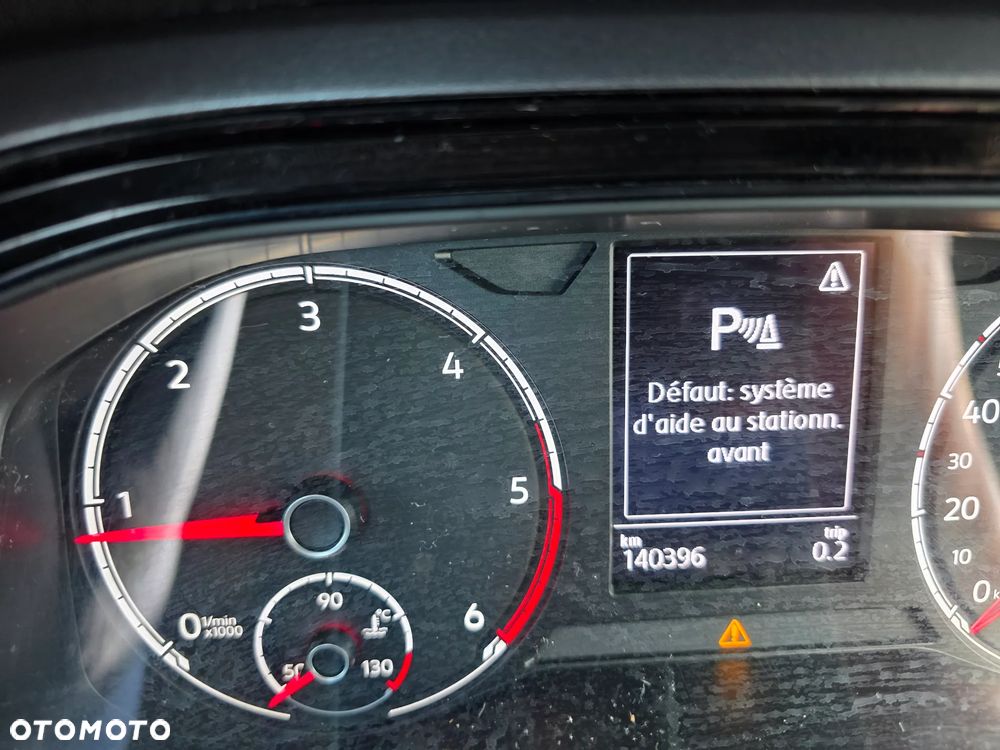 3
2
4
1
5
0 1/min
x1000
6
90
°C
50
130
P
Défaut: système
d'aide au stationn.
avant
km
trip
140396
0.2
40
30
20
10
0
OTOMOTO